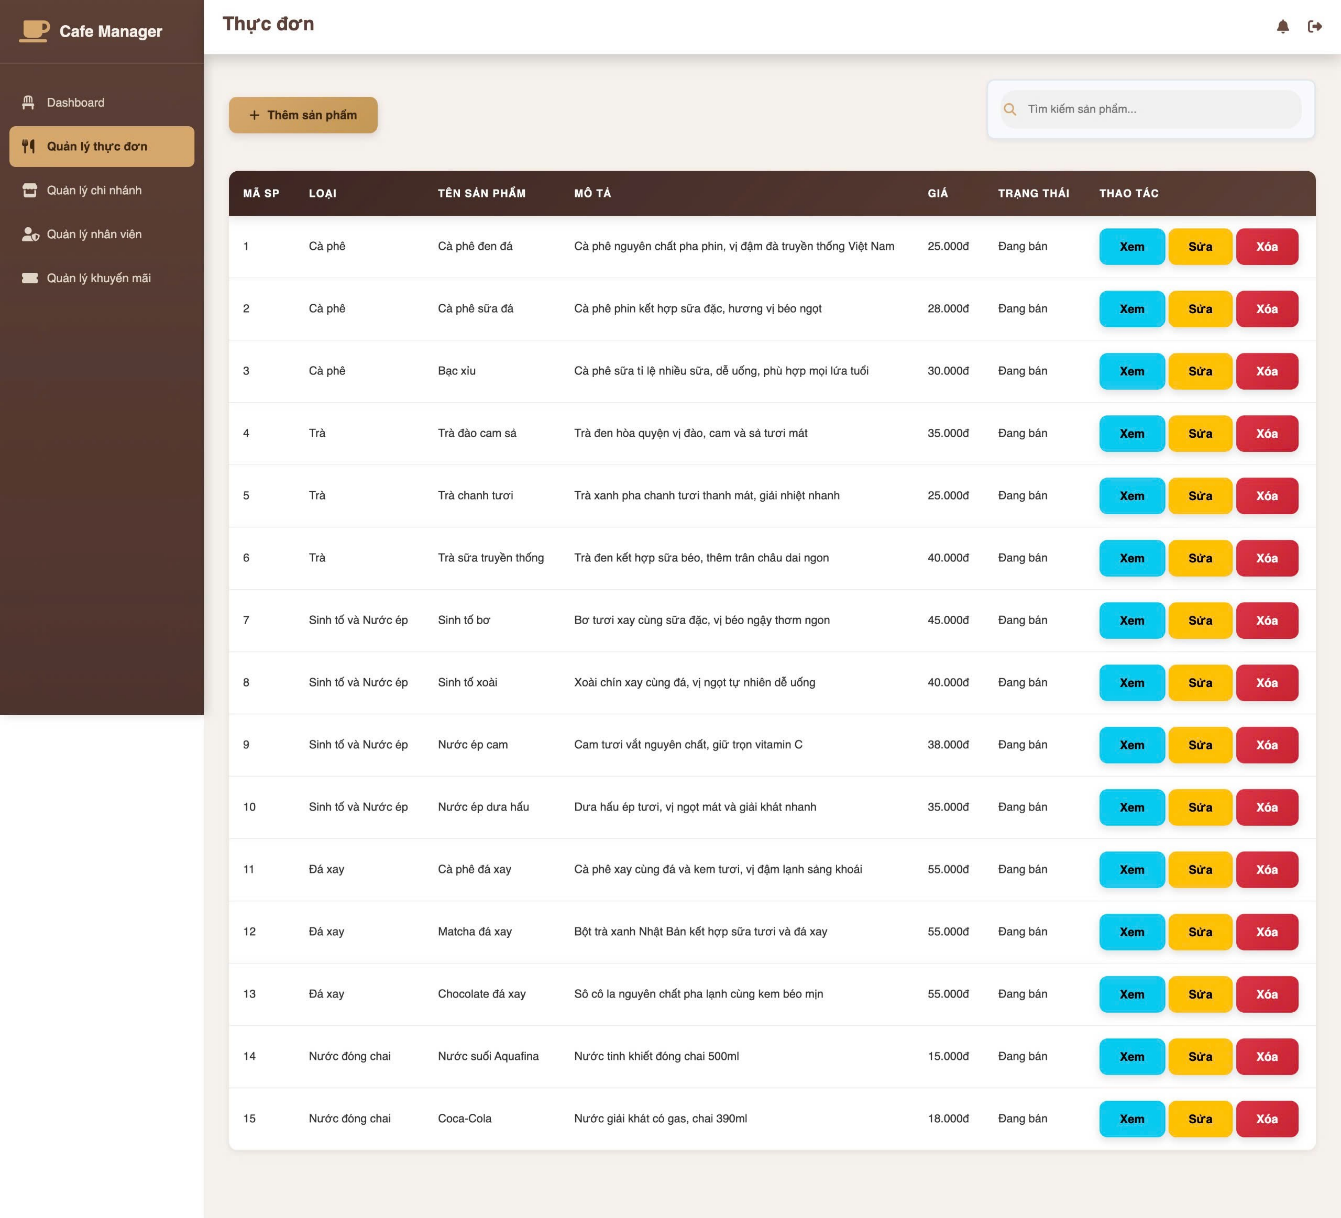 Cafe Manager
Thực đơn
Dashboard
Quản lý thực đơn
Quản lý chi nhánh
Quản lý nhân viên
Quản lý khuyến mãi
+ Thêm sản phẩm
Tìm kiếm sản phẩm...
MÃ SP LOẠI TÊN SẢN PHẨM MÔ TẢ GIÁ TRẠNG THÁI THAO TÁC
1 Cà phê Cà phê đen đá Cà phê nguyên chất pha phin, vị đậm đà truyền thống Việt Nam 25.000đ Đang bán Xem Sửa Xóa
2 Cà phê Cà phê sữa đá Cà phê phin kết hợp sữa đặc, hương vị béo ngọt 28.000đ Đang bán Xem Sửa Xóa
3 Cà phê Bạc xỉu Cà phê sữa tỉ lệ nhiều sữa, dễ uống, phù hợp mọi lứa tuổi 30.000đ Đang bán Xem Sửa Xóa
4 Trà Trà đào cam sả Trà đen hòa quyện vị đào, cam và sả tươi mát 35.000đ Đang bán Xem Sửa Xóa
5 Trà Trà chanh tươi Trà xanh pha chanh tươi thanh mát, giải nhiệt nhanh 25.000đ Đang bán Xem Sửa Xóa
6 Trà Trà sữa truyền thống Trà đen kết hợp sữa béo, thêm trân châu dai ngon 40.000đ Đang bán Xem Sửa Xóa
7 Sinh tố và Nước ép Sinh tố bơ Bơ tươi xay cùng sữa đặc, vị béo ngậy thơm ngon 45.000đ Đang bán Xem Sửa Xóa
8 Sinh tố và Nước ép Sinh tố xoài Xoài chín xay cùng đá, vị ngọt tự nhiên dễ uống 40.000đ Đang bán Xem Sửa Xóa
9 Sinh tố và Nước ép Nước ép cam Cam tươi vắt nguyên chất, giữ trọn vitamin C 38.000đ Đang bán Xem Sửa Xóa
10 Sinh tố và Nước ép Nước ép dưa hấu Dưa hấu ép tươi, vị ngọt mát và giải khát nhanh 35.000đ Đang bán Xem Sửa Xóa
11 Đá xay Cà phê đá xay Cà phê xay cùng đá và kem tươi, vị đậm lạnh sảng khoái 55.000đ Đang bán Xem Sửa Xóa
12 Đá xay Matcha đá xay Bột trà xanh Nhật Bản kết hợp sữa tươi và đá xay 55.000đ Đang bán Xem Sửa Xóa
13 Đá xay Chocolate đá xay Sô cô la nguyên chất pha lạnh cùng kem béo mịn 55.000đ Đang bán Xem Sửa Xóa
14 Nước đóng chai Nước suối Aquafina Nước tinh khiết đóng chai 500ml 15.000đ Đang bán Xem Sửa Xóa
15 Nước đóng chai Coca-Cola Nước giải khát có gas, chai 390ml 18.000đ Đang bán Xem Sửa Xóa